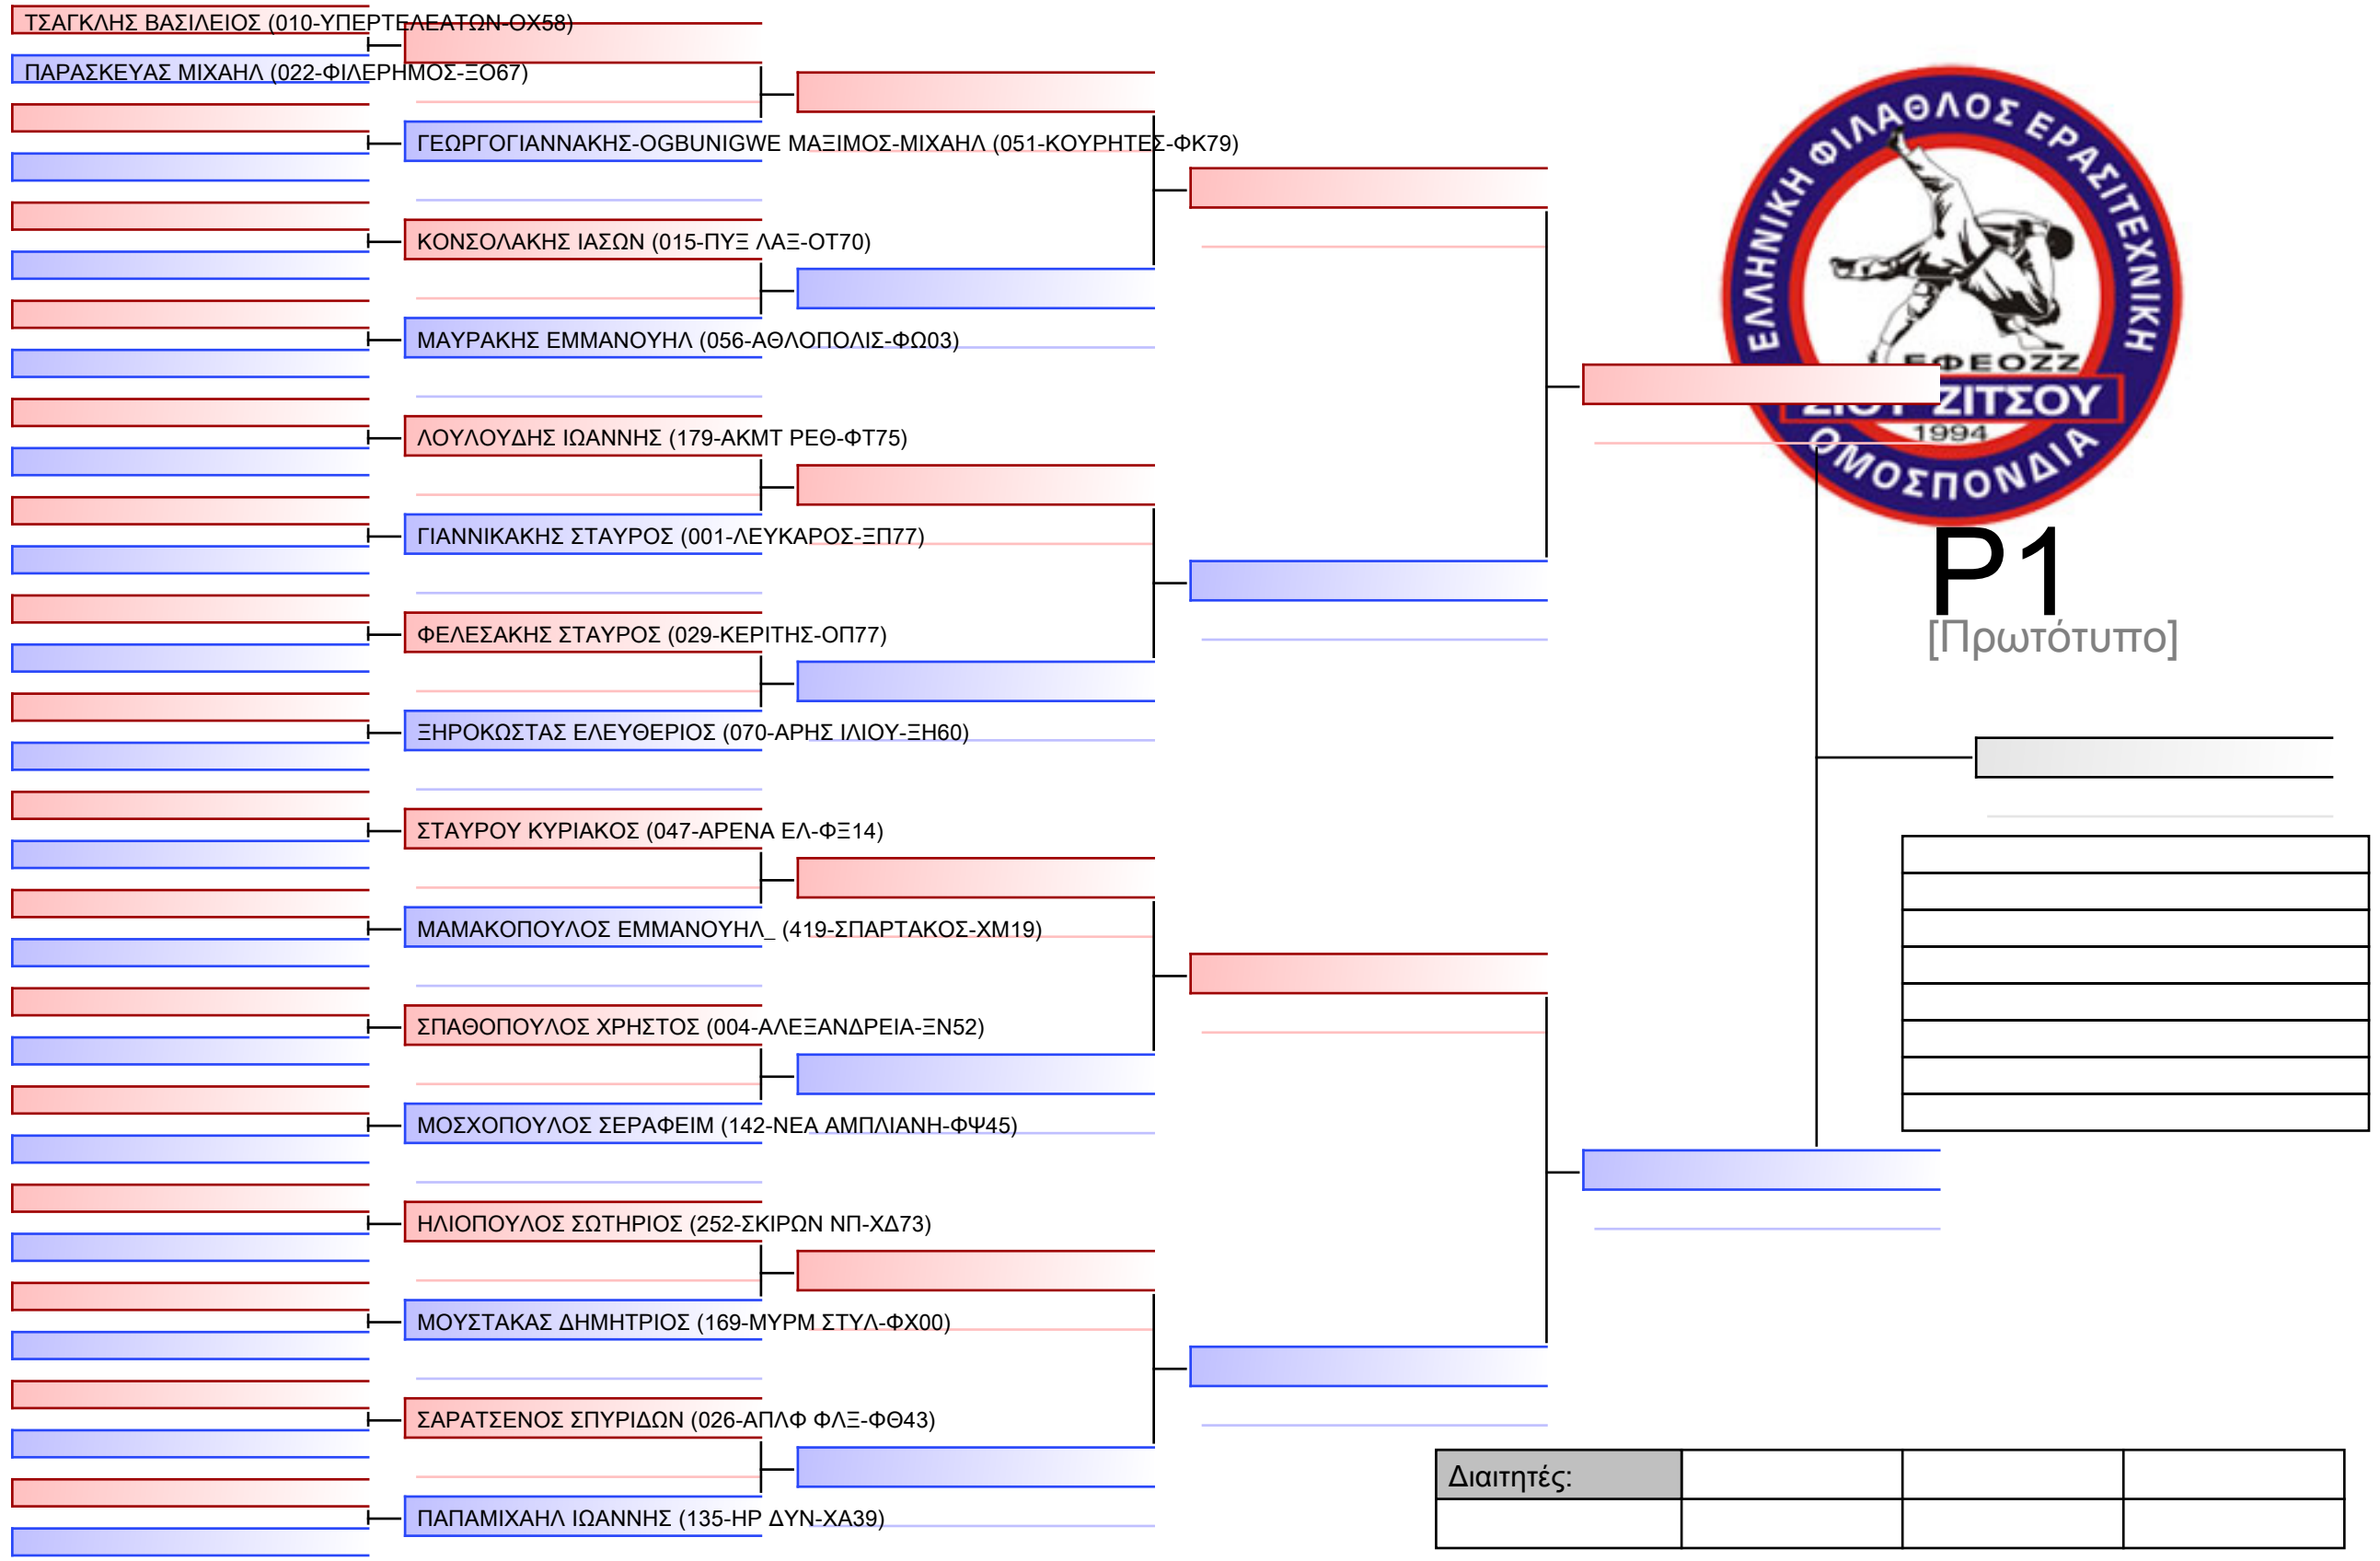 ΤΣΑΓΚΛΗΣ ΒΑΣΙΛΕΙΟΣ (010-ΥΠΕΡΤΕΛΕΑΤΩΝ-ΟΧ58)
ΠΑΡΑΣΚΕΥΑΣ ΜΙΧΑΗΛ (022-ΦΙΛΕΡΗΜΟΣ-ΞΟ67)
ΓΕΩΡΓΟΓΙΑΝΝΑΚΗΣ-OGBUNIGWE ΜΑΞΙΜΟΣ-ΜΙΧΑΗΛ (051-ΚΟΥΡΗΤΕΣ-ΦΚ79)
ΚΟΝΣΟΛΑΚΗΣ ΙΑΣΩΝ (015-ΠΥΞ ΛΑΞ-ΟΤ70)
ΜΑΥΡΑΚΗΣ ΕΜΜΑΝΟΥΗΛ (056-ΑΘΛΟΠΟΛΙΣ-ΦΩ03)
ΛΟΥΛΟΥΔΗΣ ΙΩΑΝΝΗΣ (179-ΑΚΜΤ ΡΕΘ-ΦΤ75)
ΓΙΑΝΝΙΚΑΚΗΣ ΣΤΑΥΡΟΣ (001-ΛΕΥΚΑΡΟΣ-ΞΠ77)
ΦΕΛΕΣΑΚΗΣ ΣΤΑΥΡΟΣ (029-ΚΕΡΙΤΗΣ-ΟΠ77)
ΞΗΡΟΚΩΣΤΑΣ ΕΛΕΥΘΕΡΙΟΣ (070-ΑΡΗΣ ΙΛΙΟΥ-ΞΗ60)
ΣΤΑΥΡΟΥ ΚΥΡΙΑΚΟΣ (047-ΑΡΕΝΑ ΕΛ-ΦΞ14)
ΜΑΜΑΚΟΠΟΥΛΟΣ ΕΜΜΑΝΟΥΗΛ_ (419-ΣΠΑΡΤΑΚΟΣ-ΧΜ19)
ΣΠΑΘΟΠΟΥΛΟΣ ΧΡΗΣΤΟΣ (004-ΑΛΕΞΑΝΔΡΕΙΑ-ΞΝ52)
ΜΟΣΧΟΠΟΥΛΟΣ ΣΕΡΑΦΕΙΜ (142-ΝΕΑ ΑΜΠΛΙΑΝΗ-ΦΨ45)
ΗΛΙΟΠΟΥΛΟΣ ΣΩΤΗΡΙΟΣ (252-ΣΚΙΡΩΝ ΝΠ-ΧΔ73)
ΜΟΥΣΤΑΚΑΣ ΔΗΜΗΤΡΙΟΣ (169-ΜΥΡΜ ΣΤΥΛ-ΦΧ00)
ΣΑΡΑΤΣΕΝΟΣ ΣΠΥΡΙΔΩΝ (026-ΑΠΛΦ ΦΛΞ-ΦΘ43)
ΠΑΠΑΜΙΧΑΗΛ ΙΩΑΝΝΗΣ (135-ΗΡ ΔΥΝ-ΧΑ39)
ΕΛΛΗΝΙΚΗ ΦΙΛΑΘΛΟΣ ΕΡΑΣΙΤΕΧΝΙΚΗ
ΕΦΕΟΖΖ
ΖΙΤΣΟΥ
1994
ΟΜΟΣΠΟΝΔΙΑ
P1
[Πρωτότυπο]
Διαιτητές: